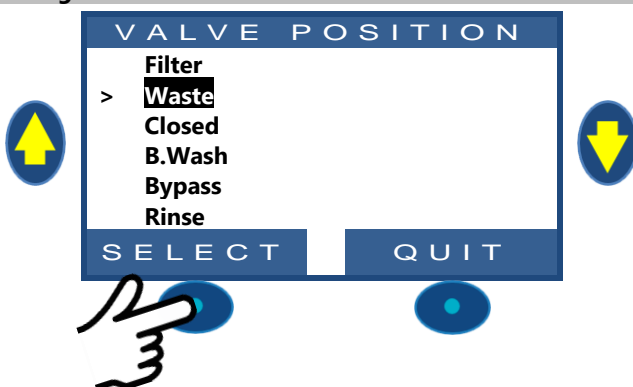 VALVE POSITION
Filter
> Waste
Closed
B.Wash
Bypass
Rinse
SELECT QUIT